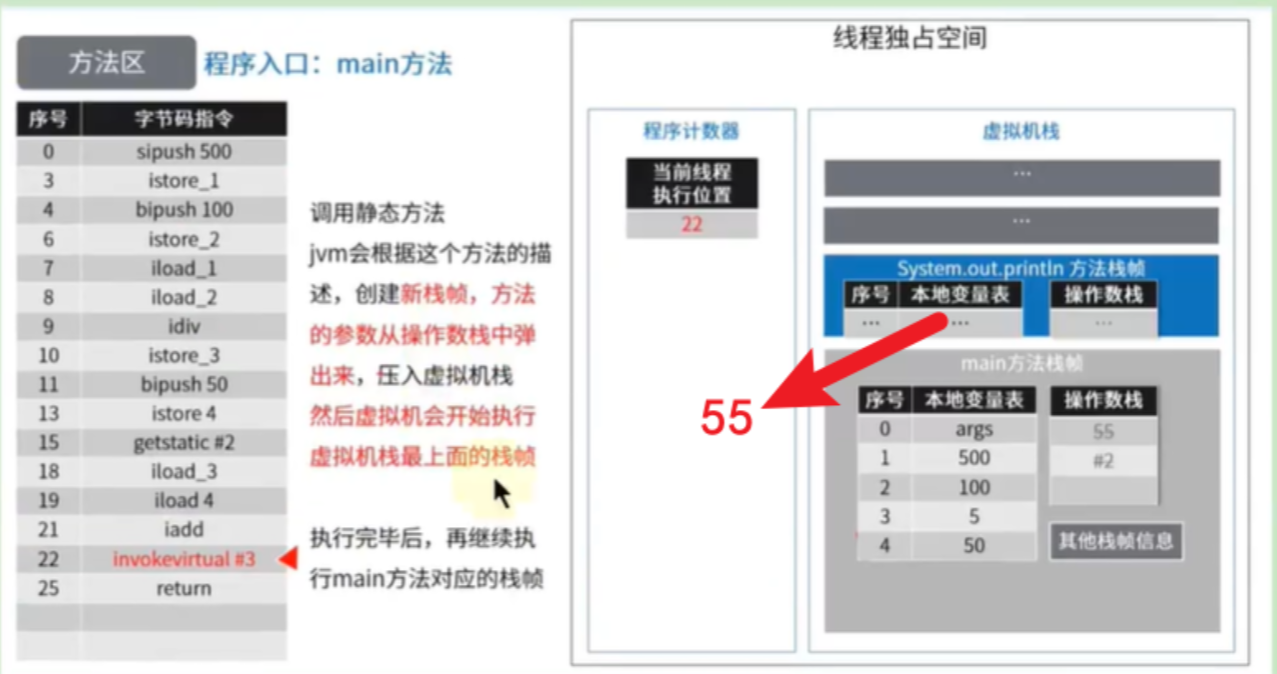 线程独占空间
方法区
程序入口：main方法
序号 字节码指令
0 sipush 500
3 istore_1
4 bipush 100
6 istore_2
7 iload_1
8 iload_2
9 idiv
10 istore_3
11 bipush 50
13 istore 4
15 getstatic #2
18 iload_3
19 iload 4
21 iadd
22 invokevirtual #3
25 return
调用静态方法
jvm会根据这个方法的描
述，创建新栈帧，方法
的参数从操作数栈中弹
出来，压入虚拟机栈
然后虚拟机会开始执行
虚拟机栈最上面的栈帧
执行完毕后，再继续执
行main方法对应的栈帧
程序计数器
当前线程
执行位置
22
虚拟机栈
...
...
System.out.println 方法栈帧
序号 本地变量表 操作数栈
... ... ...
55
main方法栈帧
序号 本地变量表 操作数栈
0 args 55
1 500 #2
2 100
3 5
4 50
其他栈帧信息